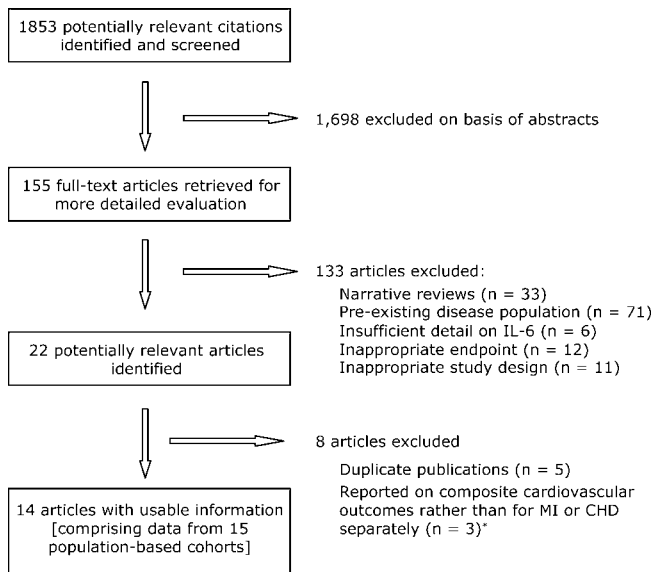 1853 potentially relevant citations
identified and screened
1,698 excluded on basis of abstracts
155 full-text articles retrieved for
more detailed evaluation
133 articles excluded:
Narrative reviews (n = 33)
Pre-existing disease population (n = 71)
Insufficient detail on IL-6 (n = 6)
Inappropriate endpoint (n = 12)
Inappropriate study design (n = 11)
22 potentially relevant articles
identified
8 articles excluded
Duplicate publications (n = 5)
Reported on composite cardiovascular
outcomes rather than for MI or CHD
separately (n = 3)*
14 articles with usable information
[comprising data from 15
population-based cohorts]